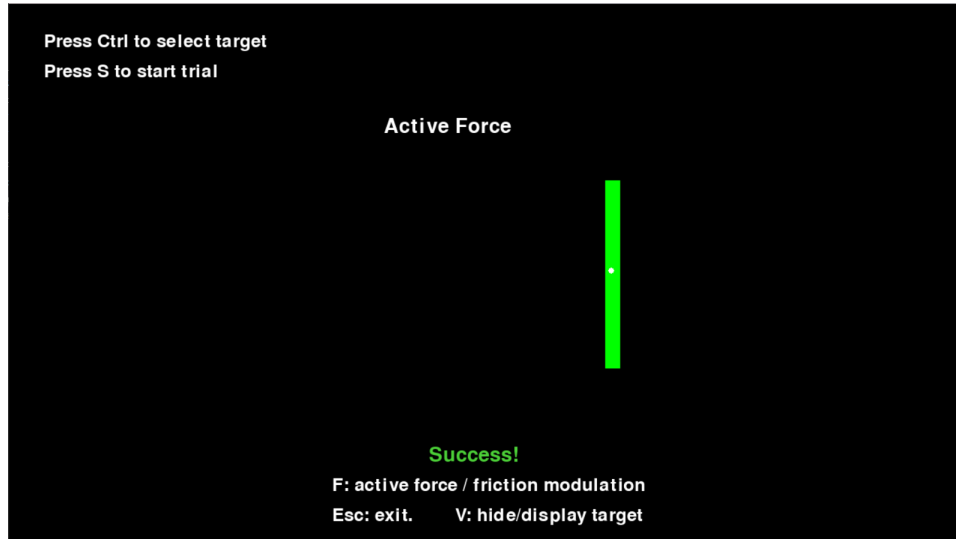 Press Ctrl to select target
Press S to start trial
Active Force
Success!
F: active force / friction modulation
Esc: exit. V: hide/display target